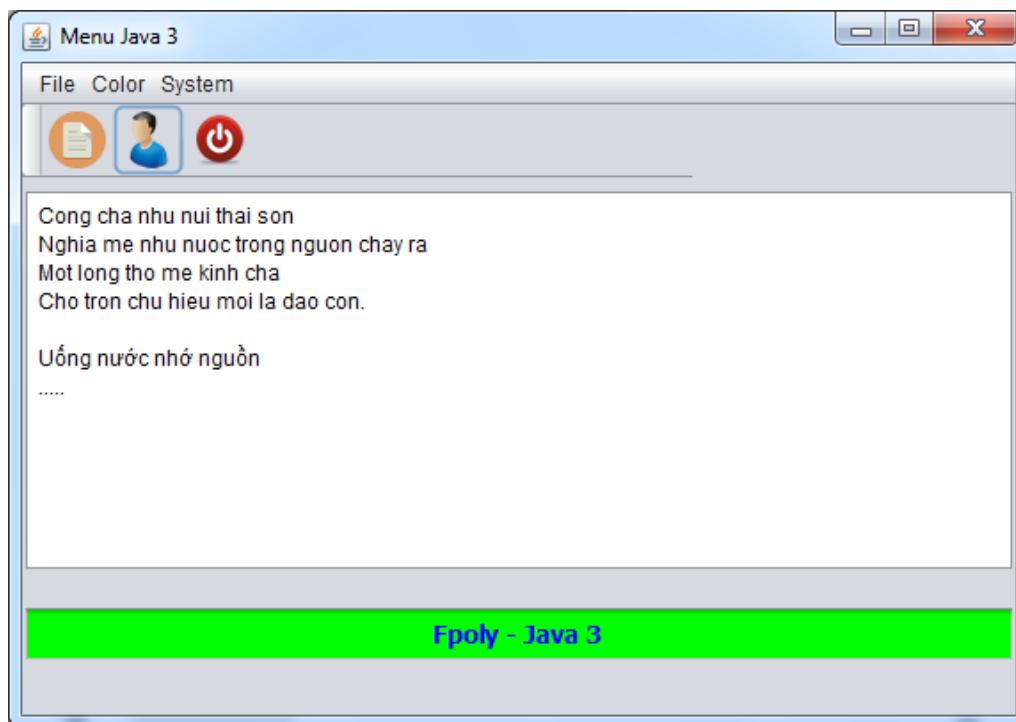 Menu Java 3
File Color System
Cong cha nhu nui thai son
Nghia me nhu nuoc trong nguon chay ra
Mot long tho me kinh cha
Cho tron chu hieu moi la dao con.
Uống nước nhớ nguồn
.....
Fpoly - Java 3